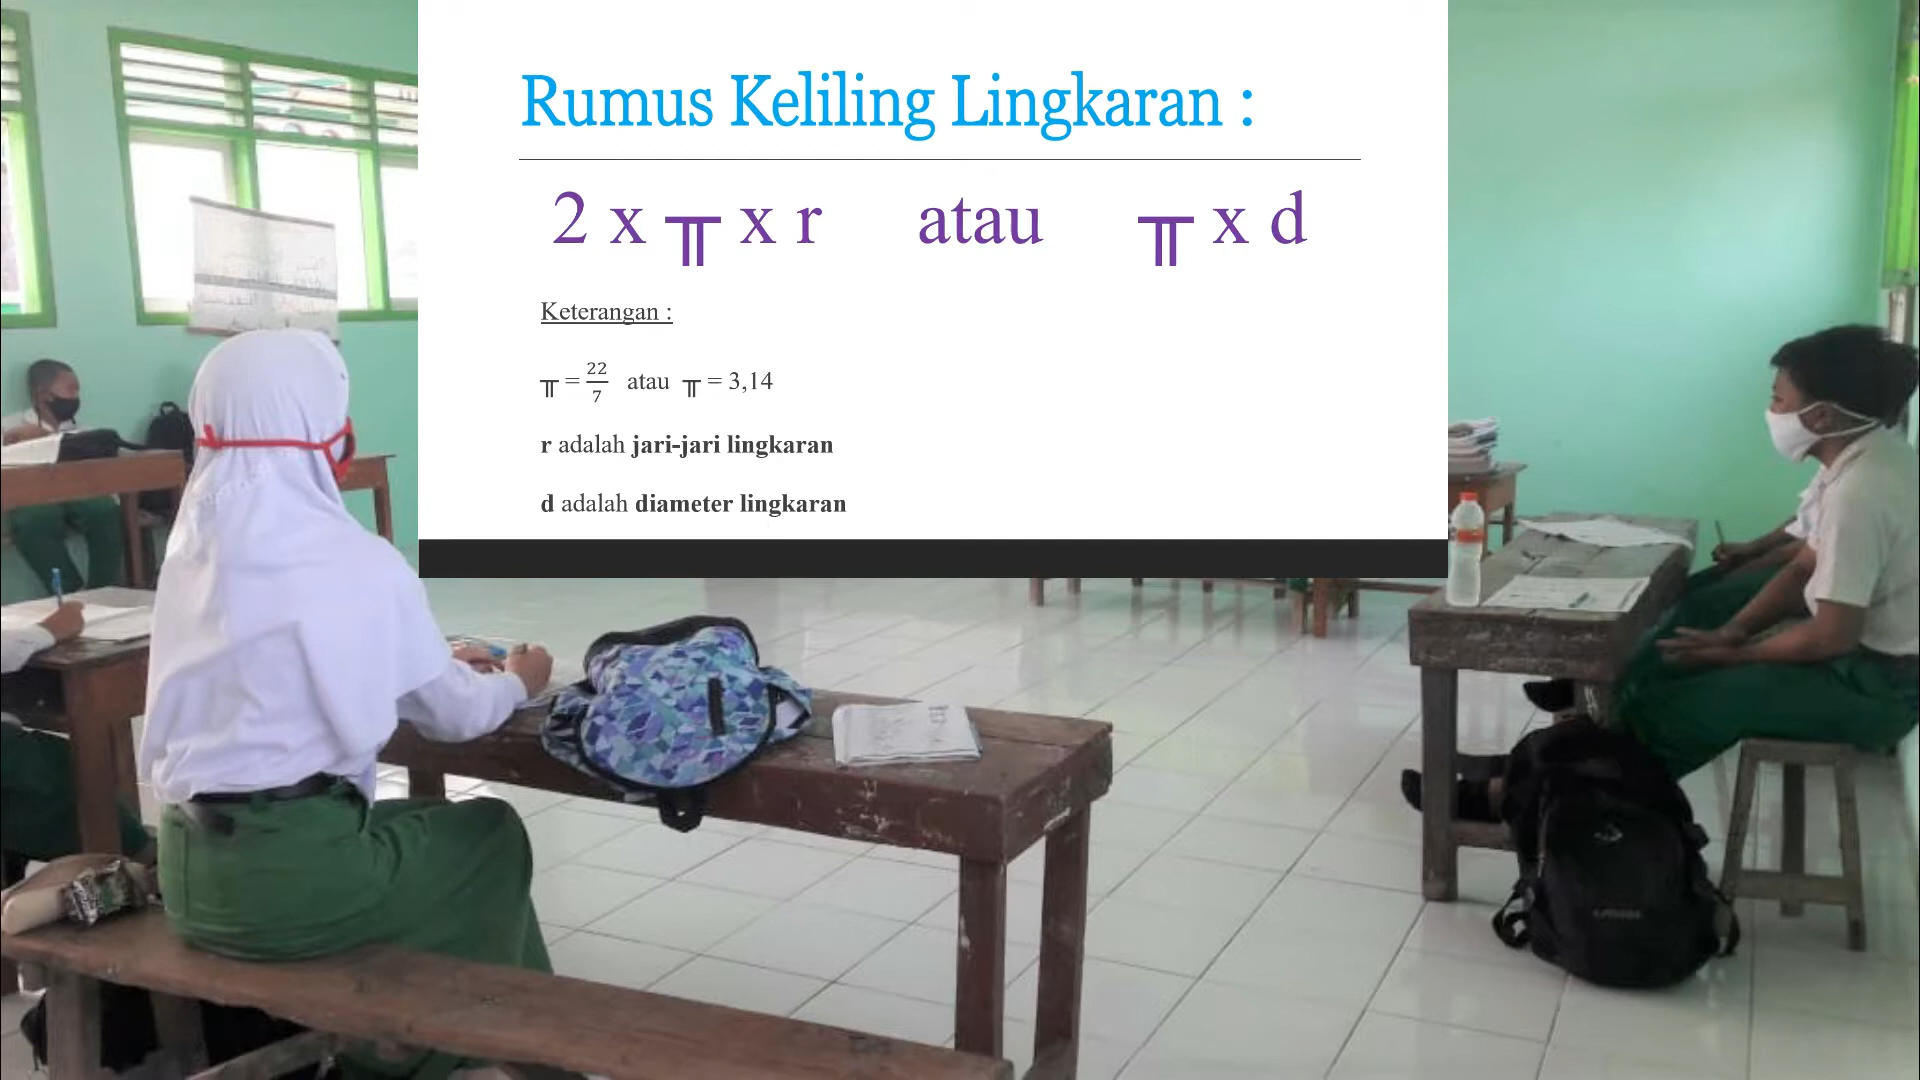 Rumus Keliling Lingkaran :
2 x ╥ x r atau ╥ x d
Keterangan :
╥ = 22/7 atau ╥ = 3,14
r adalah jari-jari lingkaran
d adalah diameter lingkaran